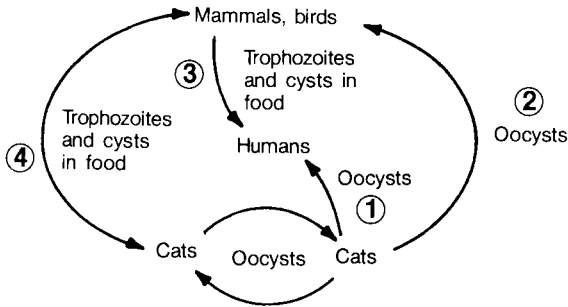 Mammals, birds
3
Trophozoites
and cysts in
food
2
Oocysts
Trophozoites
and cysts
in food
4
Humans
Oocysts
1
Cats
Oocysts
Cats